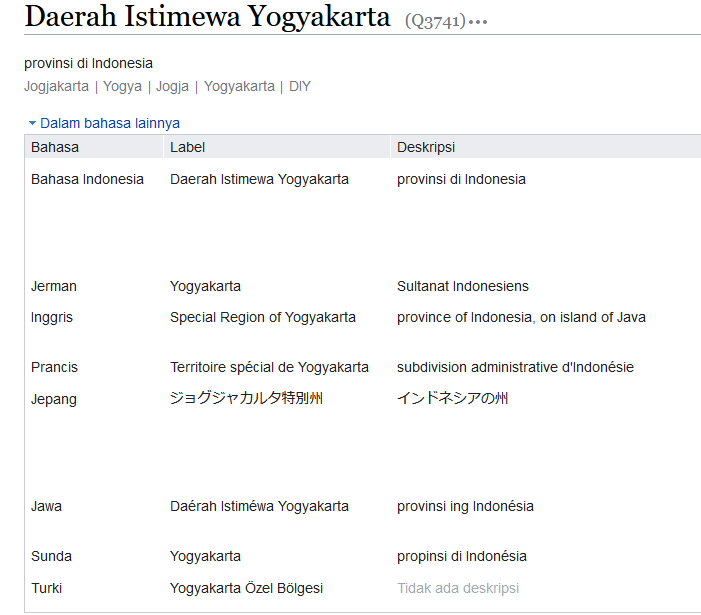 Daerah Istimewa Yogyakarta (Q3741)
provinsi di Indonesia
Jogjakarta | Yogya | Jogja | Yogyakarta | DIY
Dalam bahasa lainnya
Bahasa Label Deskripsi
Bahasa Indonesia Daerah Istimewa Yogyakarta provinsi di Indonesia
Jerman Yogyakarta Sultanat Indonesiens
Inggris Special Region of Yogyakarta province of Indonesia, on island of Java
Prancis Territoire spécial de Yogyakarta subdivision administrative d'Indonésie
Jepang ジョグジャカルタ特別州 インドネシアの州
Jawa Daérah Istiméwa Yogyakarta provinsi ing Indonésia
Sunda Yogyakarta propinsi di Indonésia
Turki Yogyakarta Özel Bölgesi Tidak ada deskripsi